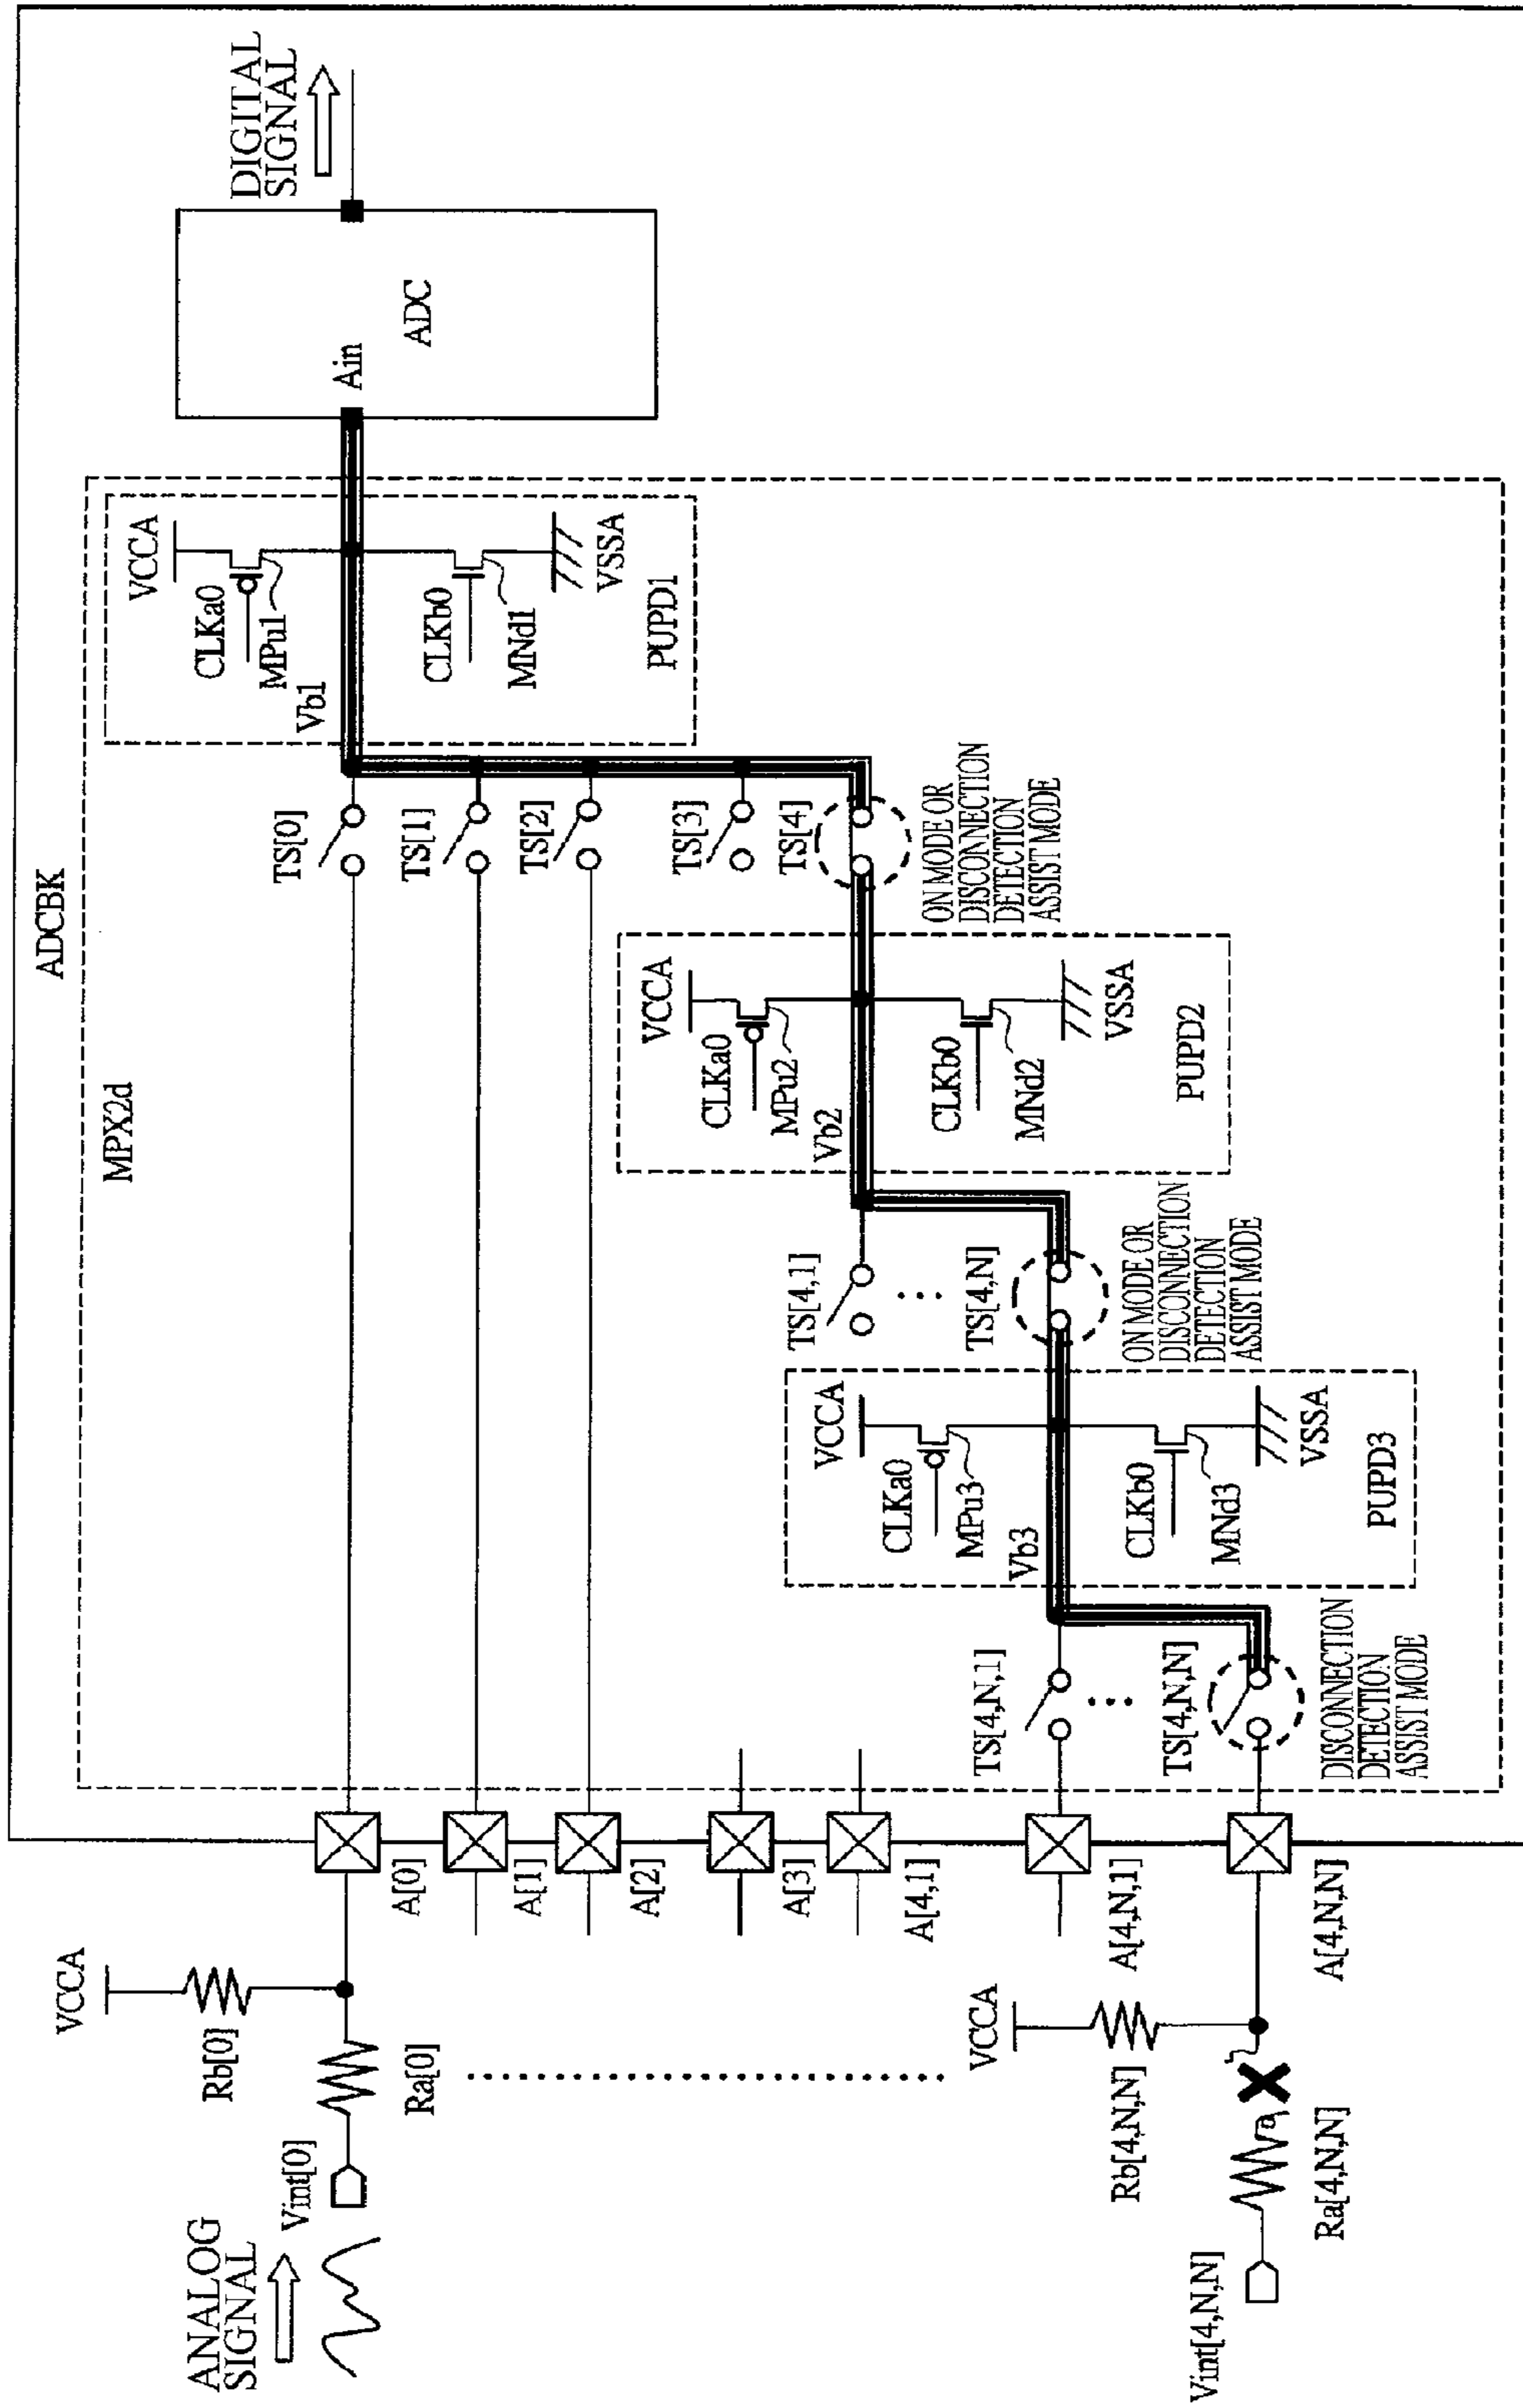 ADCBK
MPX2d
ANALOG
SIGNAL
Vint[0]
Ra[0]
Rb[0]
VCCA
A[0]
A[1]
A[2]
A[3]
A[4,1]
A[4,N,1]
A[4,N,N]
Vint[4,N,N]
Ra[4,N,N]
Rb[4,N,N]
VCCA
TS[4,N,1]
TS[4,N,N]
DISCONNECTION
DETECTION
ASSIST MODE
VCCA
CLKa0
MPu3
Vb3
CLKb0
MNd3
VSSA
PUPD3
TS[4,1]
TS[4,N]
ON MODE OR
DISCONNECTION
DETECTION
ASSIST MODE
VCCA
CLKa0
MPu2
Vb2
CLKb0
MNd2
VSSA
PUPD2
TS[0]
TS[1]
TS[2]
TS[3]
TS[4]
ON MODE OR
DISCONNECTION
DETECTION
ASSIST MODE
VCCA
CLKa0
MPu1
Vb1
CLKb0
MNd1
VSSA
PUPD1
Ain
ADC
DIGITAL
SIGNAL